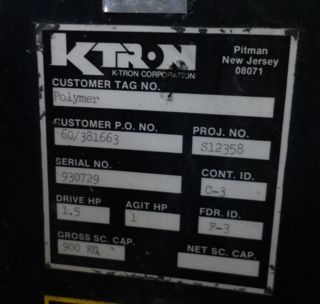 K-TRON
K-TRON CORPORATION
Pitman
New Jersey
08071
CUSTOMER TAG NO.
Polymer
CUSTOMER P.O. NO.
60/381663
PROJ. NO.
S12358
SERIAL NO.
930729
CONT. ID.
C-3
DRIVE HP
1.5
AGIT HP
1
FDR. ID.
F-3
GROSS SC. CAP.
900 KG
NET SC. CAP.